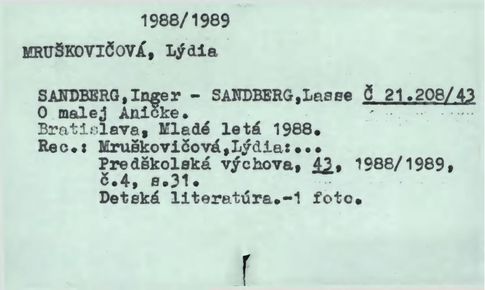 1988/1989
MRUŠKOVIČOVÁ, Lýdia
SANDBERG,Inger - SANDBERG,Lasse Č 21.208/43
O malej Aničke.
Bratislava, Mladé letá 1988.
Rec.: Mruškovičová,Lýdia:...
Predškolská výchova, 43, 1988/1989,
č.4, s.31.
Detská literatúra.-1 foto.